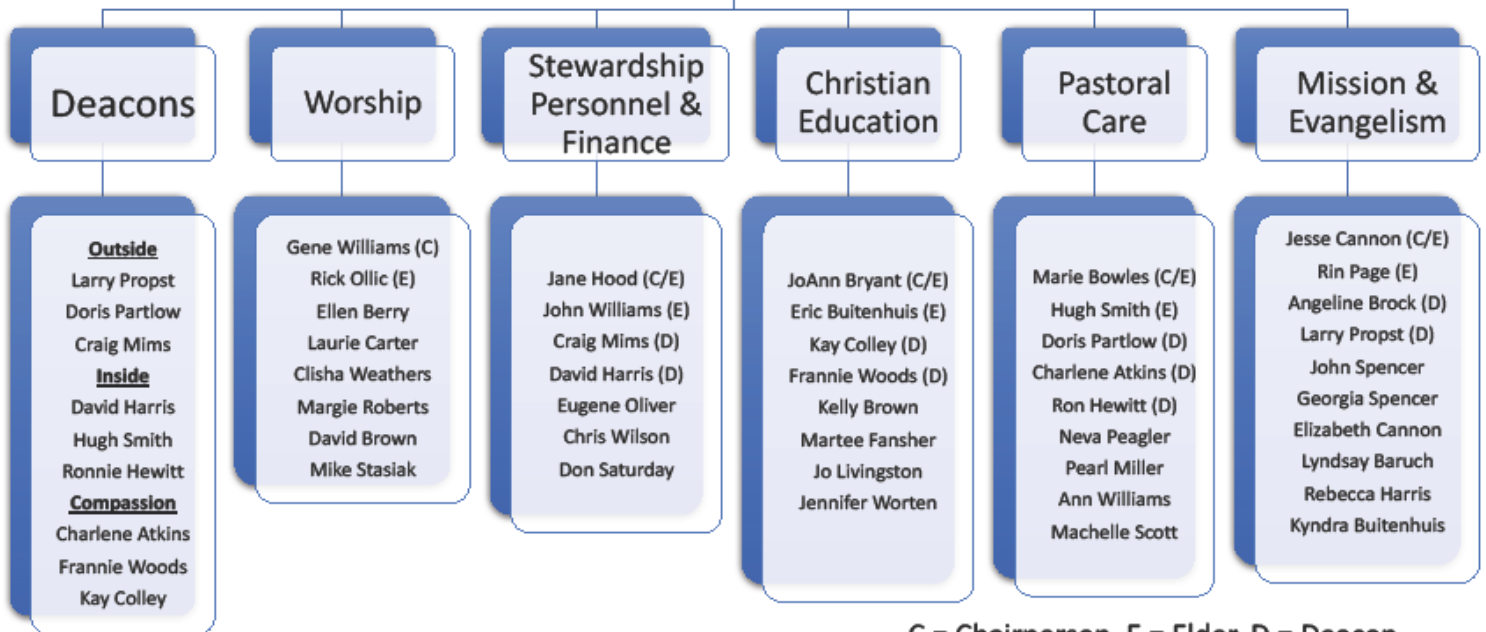 Deacons
Outside
Larry Propst
Doris Partlow
Craig Mims
Inside
David Harris
Hugh Smith
Ronnie Hewitt
Compassion
Charlene Atkins
Frannie Woods
Kay Colley
Worship
Gene Williams (C)
Rick Ollic (E)
Ellen Berry
Laurie Carter
Clisha Weathers
Margie Roberts
David Brown
Mike Stasiak
Stewardship
Personnel &
Finance
Jane Hood (C/E)
John Williams (E)
Craig Mims (D)
David Harris (D)
Eugene Oliver
Chris Wilson
Don Saturday
Christian
Education
JoAnn Bryant (C/E)
Eric Buitenhuis (E)
Kay Colley (D)
Frannie Woods (D)
Kelly Brown
Martee Fansher
Jo Livingston
Jennifer Worten
Pastoral
Care
Marie Bowles (C/E)
Hugh Smith (E)
Doris Partlow (D)
Charlene Atkins (D)
Ron Hewitt (D)
Neva Peagler
Pearl Miller
Ann Williams
Machelle Scott
Mission &
Evangelism
Jesse Cannon (C/E)
Rin Page (E)
Angeline Brock (D)
Larry Propst (D)
John Spencer
Georgia Spencer
Elizabeth Cannon
Lyndsay Baruch
Rebecca Harris
Kyndra Buitenhuis
C = Chairperson E = Elder D = Deacon